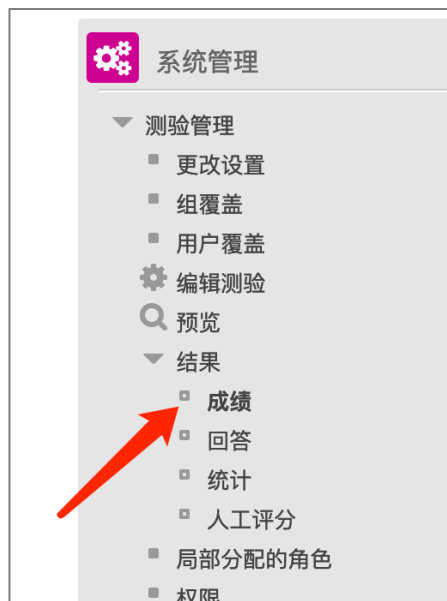 系统管理
测验管理
更改设置
组覆盖
用户覆盖
编辑测验
预览
结果
成绩
回答
统计
人工评分
局部分配的角色
权限